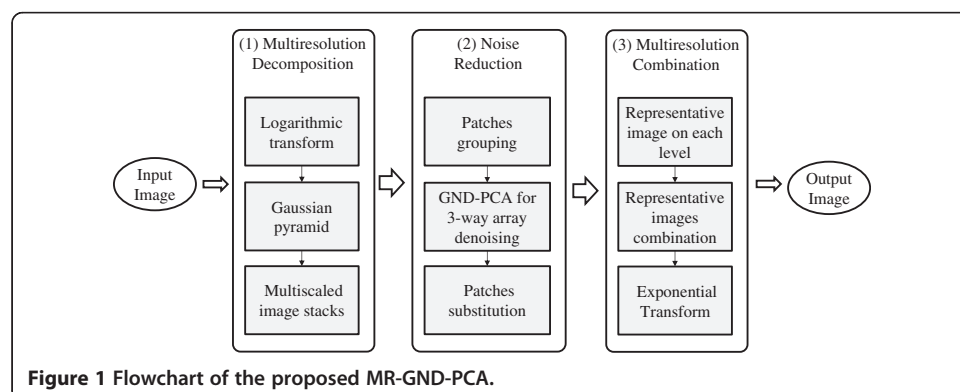 Input
Image
(1) Multiresolution
Decomposition
Logarithmic
transform
Gaussian
pyramid
Multiscaled
image stacks
(2) Noise
Reduction
Patches
grouping
GND-PCA for
3-way array
denoising
Patches
substitution
(3) Multiresolution
Combination
Representative
image on each
level
Representative
images
combination
Exponential
Transform
Output
Image
Figure 1 Flowchart of the proposed MR-GND-PCA.